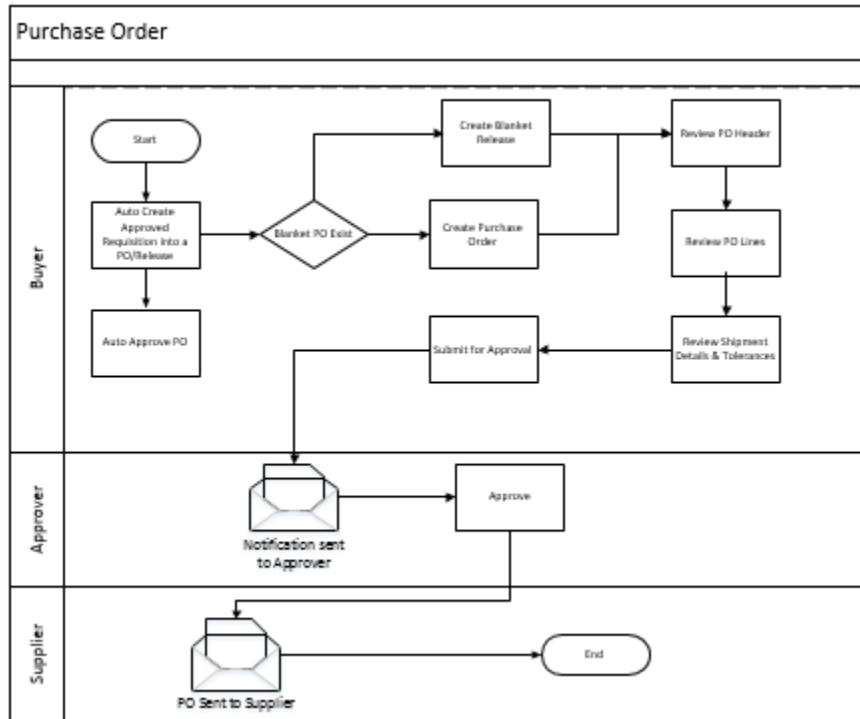 Purchase Order
Buyer
Start
Auto Create
Approved
Requisition into a
PO/Release
Auto Approve PO
Blanket PO Exist
Create Blanket
Release
Create Purchase
Order
Review PO Header
Review PO Lines
Review Shipment
Details & Tolerances
Submit for Approval
Approver
Notification sent
to Approver
Approve
Supplier
PO Sent to Supplier
End